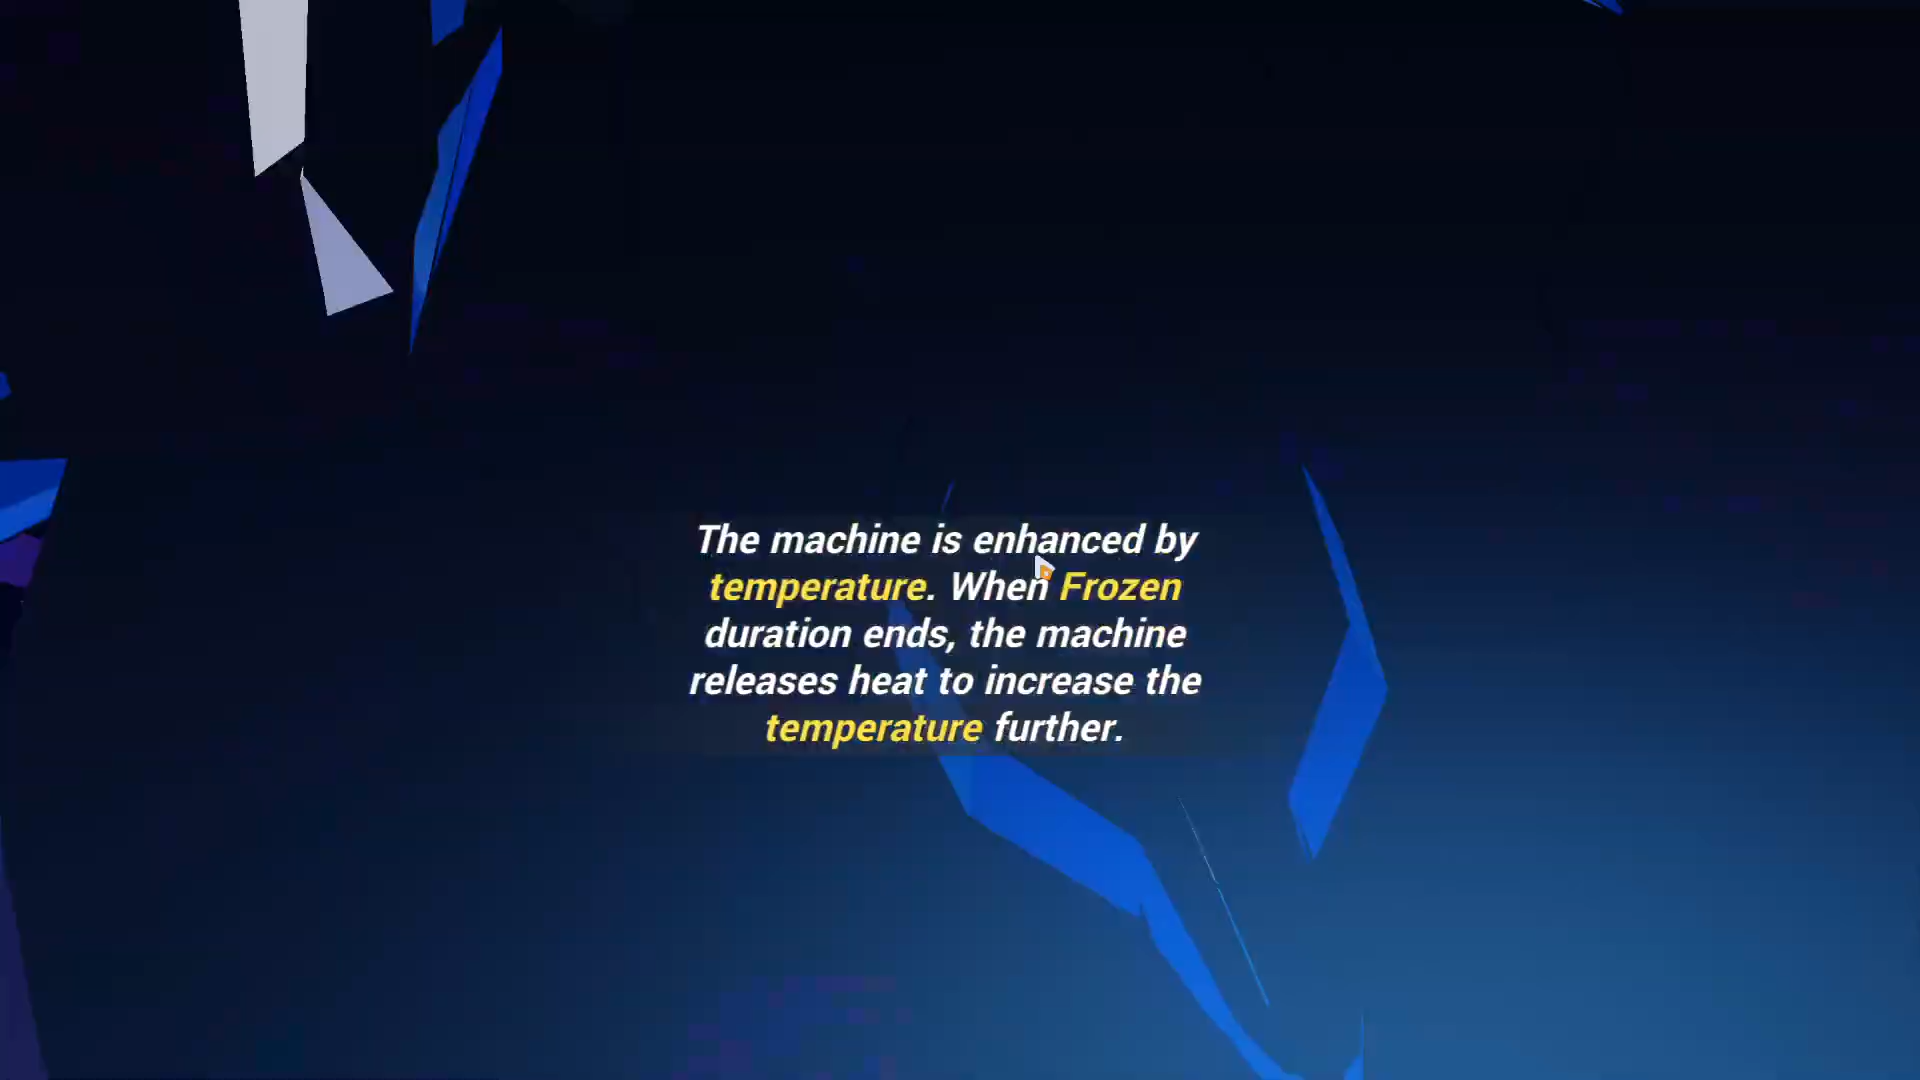 The machine is enhanced by
temperature. When Frozen
duration ends, the machine
releases heat to increase the
temperature further.